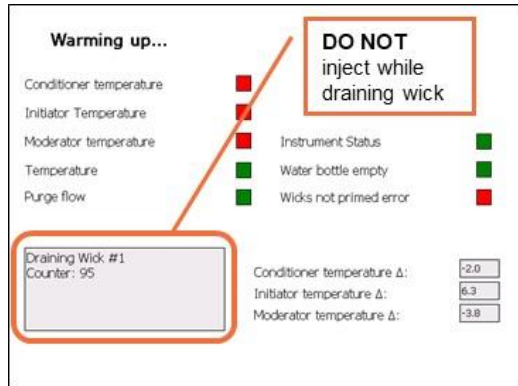 Warming up...
DO NOT
inject while
draining wick
Conditioner temperature
Initiator Temperature
Moderator temperature
Instrument Status
Temperature
Water bottle empty
Purge flow
Wicks not primed error
Draining Wick #1
Counter: 95
Conditioner temperature Δ: -2.0
Initiator temperature Δ: 6.3
Moderator temperature Δ: -3.8